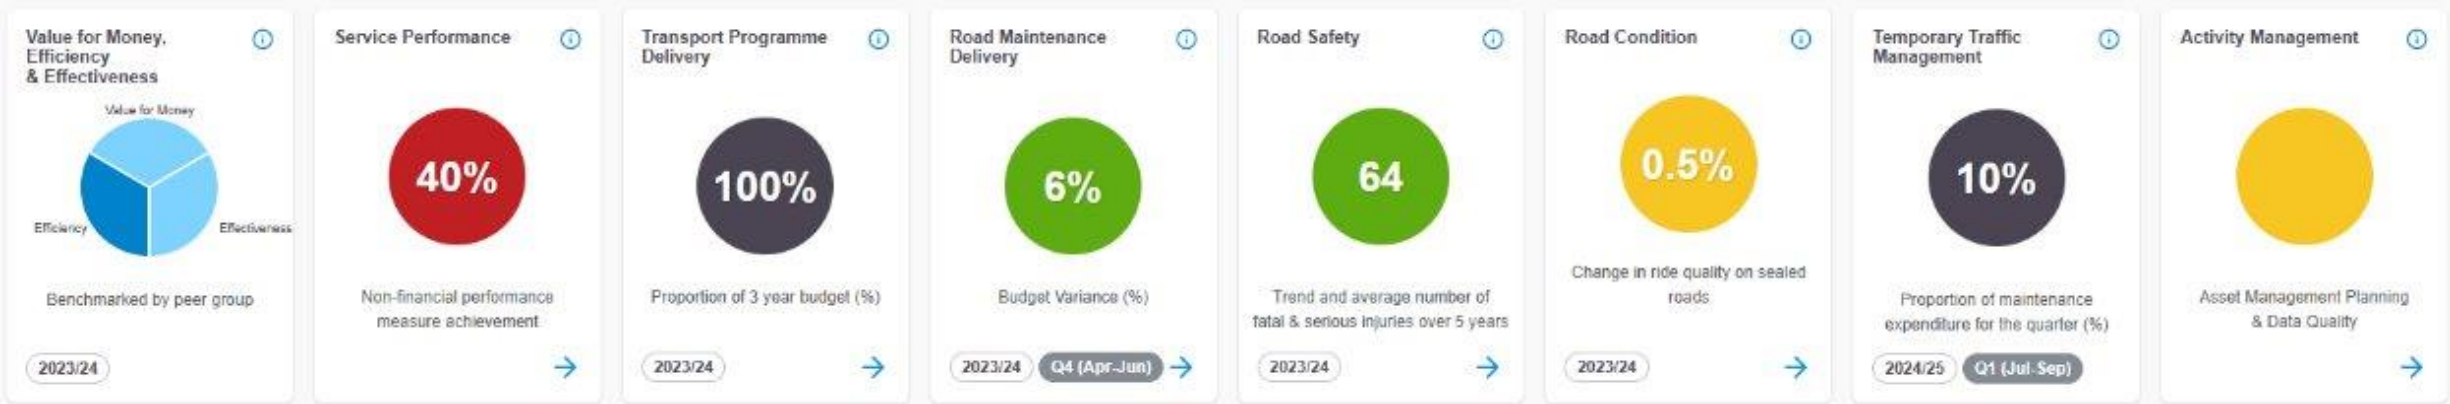 Value for Money,
Efficiency
& Effectiveness
Value for Money
Efficiency
Effectiveness
Benchmarked by peer group
2023/24
Service Performance
40%
Non-financial performance
measure achievement
Transport Programme
Delivery
100%
Proportion of 3 year budget (%)
2023/24
Road Maintenance
Delivery
6%
Budget Variance (%)
2023/24 Q4 (Apr-Jun)
Road Safety
64
Trend and average number of
fatal & serious injuries over 5 years
2023/24
Road Condition
0.5%
Change in ride quality on sealed
roads
2023/24
Temporary Traffic
Management
10%
Proportion of maintenance
expenditure for the quarter (%)
2024/25 Q1 (Jul-Sep)
Activity Management
Asset Management Planning
& Data Quality